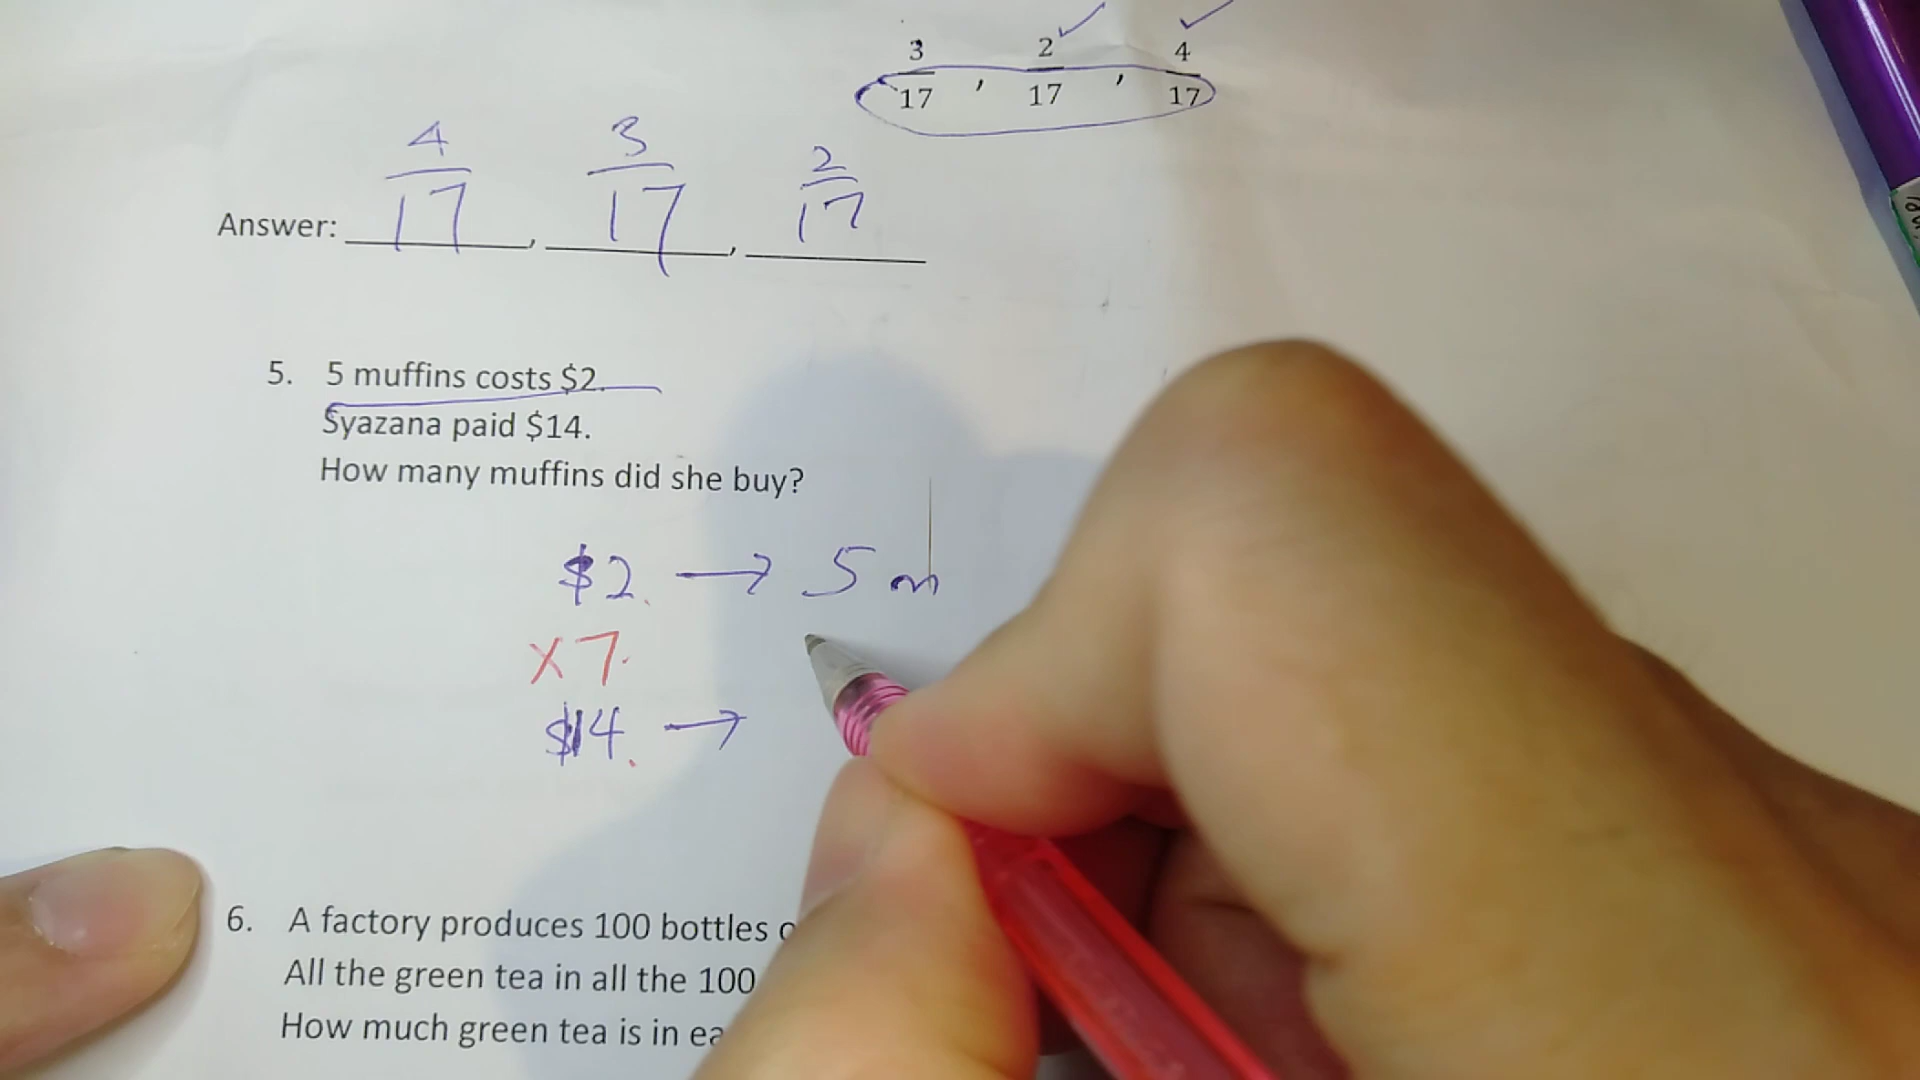 3/17 , 2/17 , 4/17
Answer: 4/17 , 3/17 , 2/17
5. 5 muffins costs $2.
Syazana paid $14.
How many muffins did she buy?
$2 → 5 m
×7
$14 →
6. A factory produces 100 bottles
All the green tea in all the 100
How much green tea is in